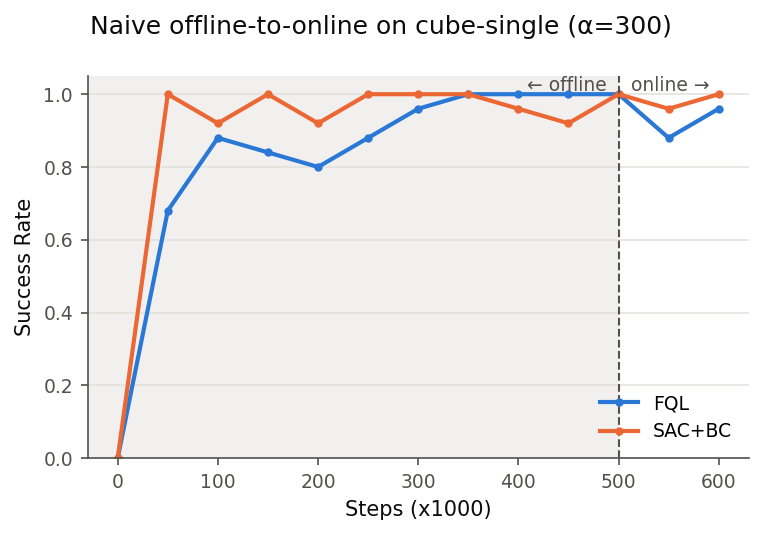 Naive offline-to-online on cube-single (α=300)
← offline
online →
1.0
0.8
0.6
0.4
0.2
0.0
Success Rate
0 100 200 300 400 500 600
Steps (x1000)
FQL
SAC+BC